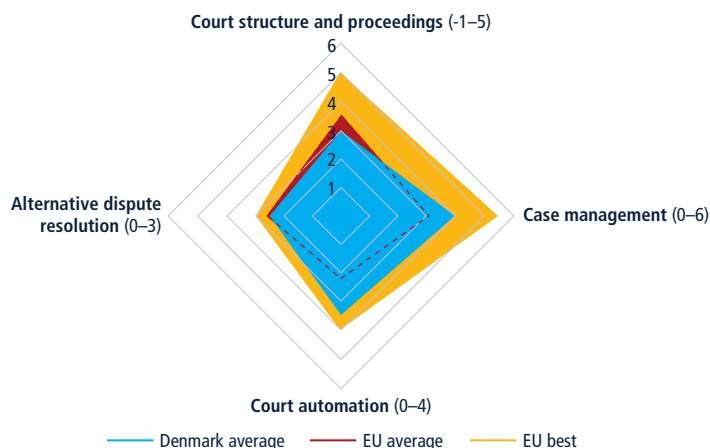 Court structure and proceedings (-1–5)
6
5
4
3
2
1
Alternative dispute
resolution (0–3)
Case management (0–6)
Court automation (0–4)
Denmark average EU average EU best